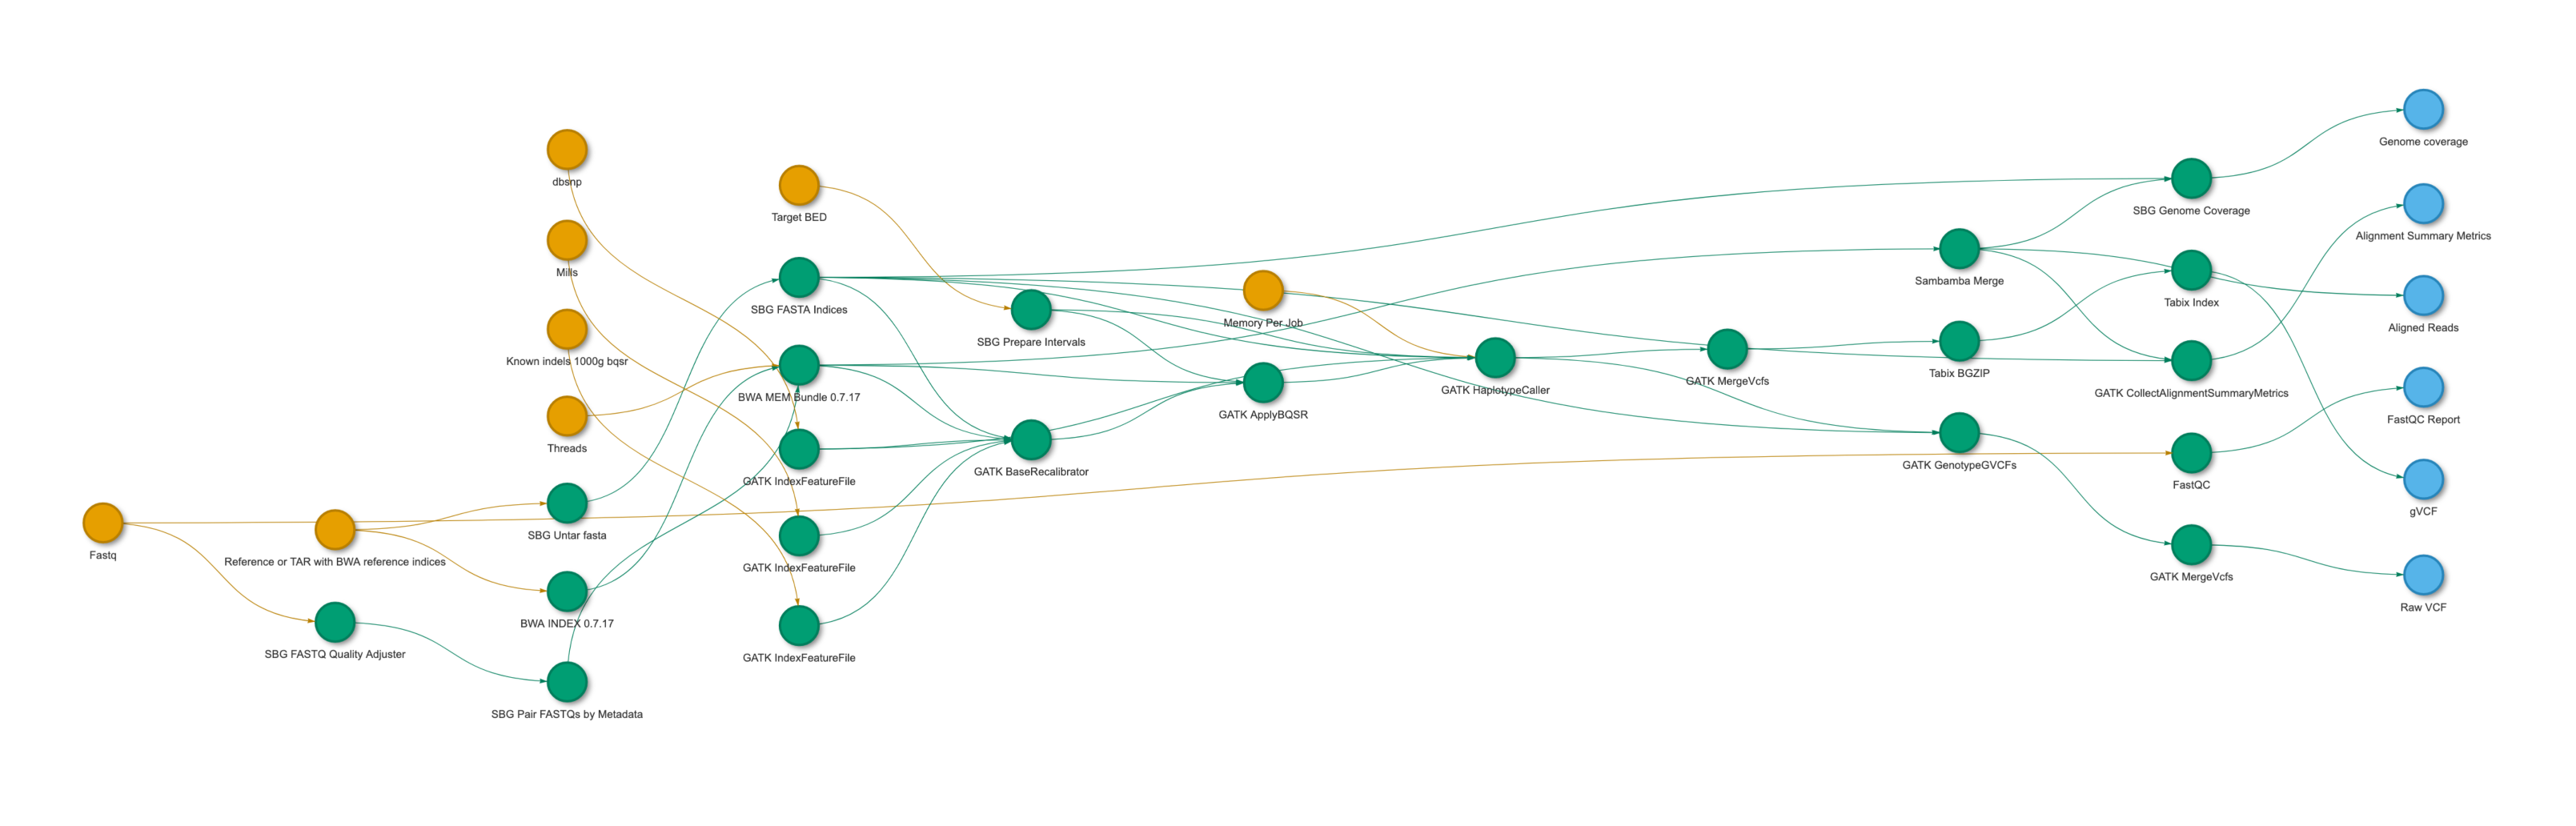 Fastq
Reference or TAR with BWA reference indices
SBG FASTQ Quality Adjuster
dbsnp
Mills
Known indels 1000g bqsr
Threads
SBG Untar fasta
BWA INDEX 0.7.17
SBG Pair FASTQs by Metadata
Target BED
SBG FASTA Indices
BWA MEM Bundle 0.7.17
GATK IndexFeatureFile
GATK IndexFeatureFile
GATK IndexFeatureFile
SBG Prepare Intervals
GATK BaseRecalibrator
Memory Per Job
GATK ApplyBQSR
GATK HaplotypeCaller
GATK MergeVcfs
Sambamba Merge
Tabix BGZIP
GATK GenotypeGVCFs
SBG Genome Coverage
Tabix Index
GATK CollectAlignmentSummaryMetrics
FastQC
GATK MergeVcfs
Genome coverage
Alignment Summary Metrics
Aligned Reads
FastQC Report
gVCF
Raw VCF